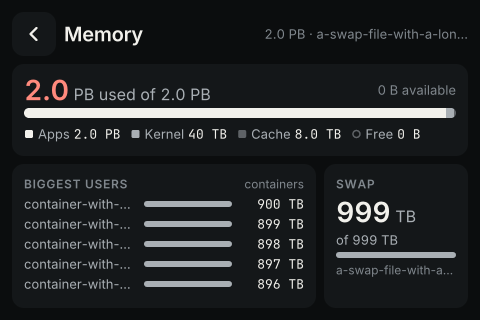 Memory
2.0 PB · a-swap-file-with-a-lon...
2.0 PB used of 2.0 PB
0 B available
Apps 2.0 PB Kernel 40 TB Cache 8.0 TB Free 0 B
BIGGEST USERS containers
container-with-... 900 TB
container-with-... 899 TB
container-with-... 898 TB
container-with-... 897 TB
container-with-... 896 TB
SWAP
999 TB
of 999 TB
a-swap-file-with-a...